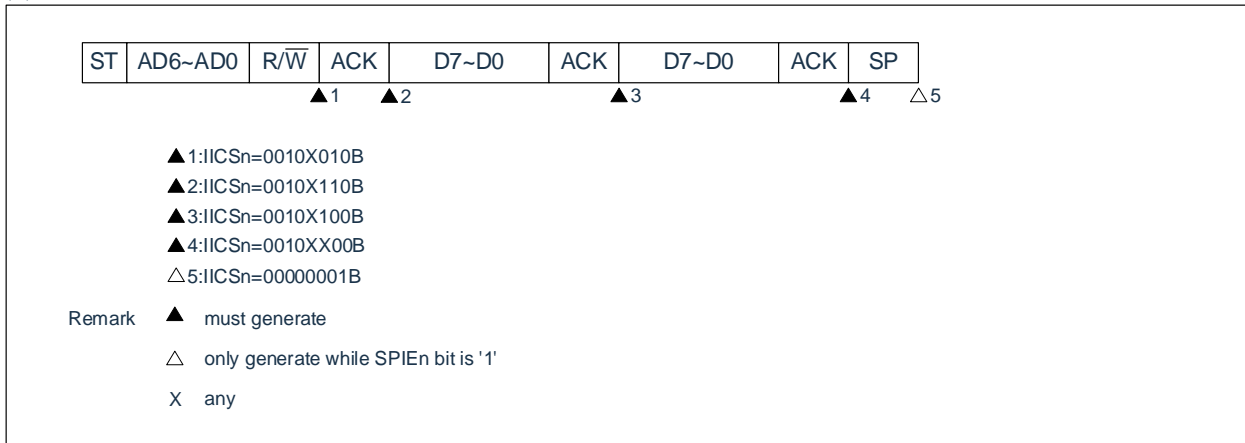 ST AD6~AD0 R/W̅ ACK D7~D0 ACK D7~D0 ACK SP
▲1 ▲2 ▲3 ▲4 △5
▲1:IICSn=0010X010B
▲2:IICSn=0010X110B
▲3:IICSn=0010X100B
▲4:IICSn=0010XX00B
△5:IICSn=00000001B
Remark ▲ must generate
△ only generate while SPIEn bit is '1'
X any